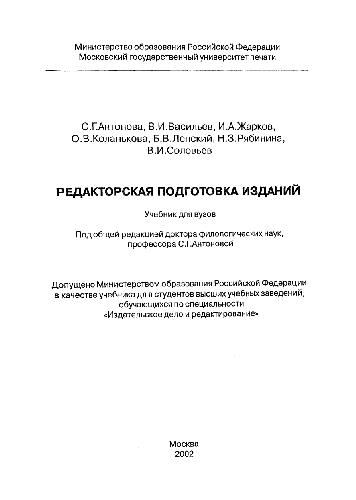 Министерство образования Российской Федерации
Московский государственный университет печати
С.Г.Антонова, В.И.Васильев, И.А.Жарков,
О.В.Коланькова, Б.В.Ленский, Н.З.Рябинина,
В.И.Соловьев
РЕДАКТОРСКАЯ ПОДГОТОВКА ИЗДАНИЙ
Учебник для вузов
Под общей редакцией доктора филологических наук,
профессора С.Г.Антоновой
Допущено Министерством образования Российской Федерации
в качестве учебника для студентов высших учебных заведений,
обучающихся по специальности
«Издательское дело и редактирование»
Москва
2002